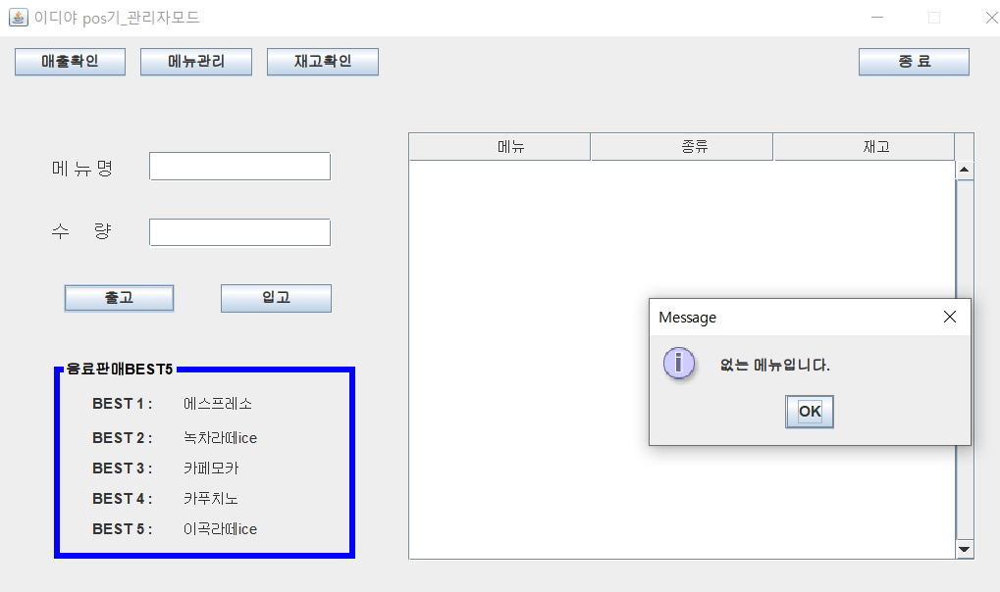 이디야 pos기_관리자모드
매출확인 메뉴관리 재고확인 종 료
메뉴 종류 재고
메 뉴 명
수 량
출고 입고
Message
없는 메뉴입니다.
OK
음료판매BEST5
BEST 1 : 에스프레소
BEST 2 : 녹차라떼ice
BEST 3 : 카페모카
BEST 4 : 카푸치노
BEST 5 : 이곡라떼ice